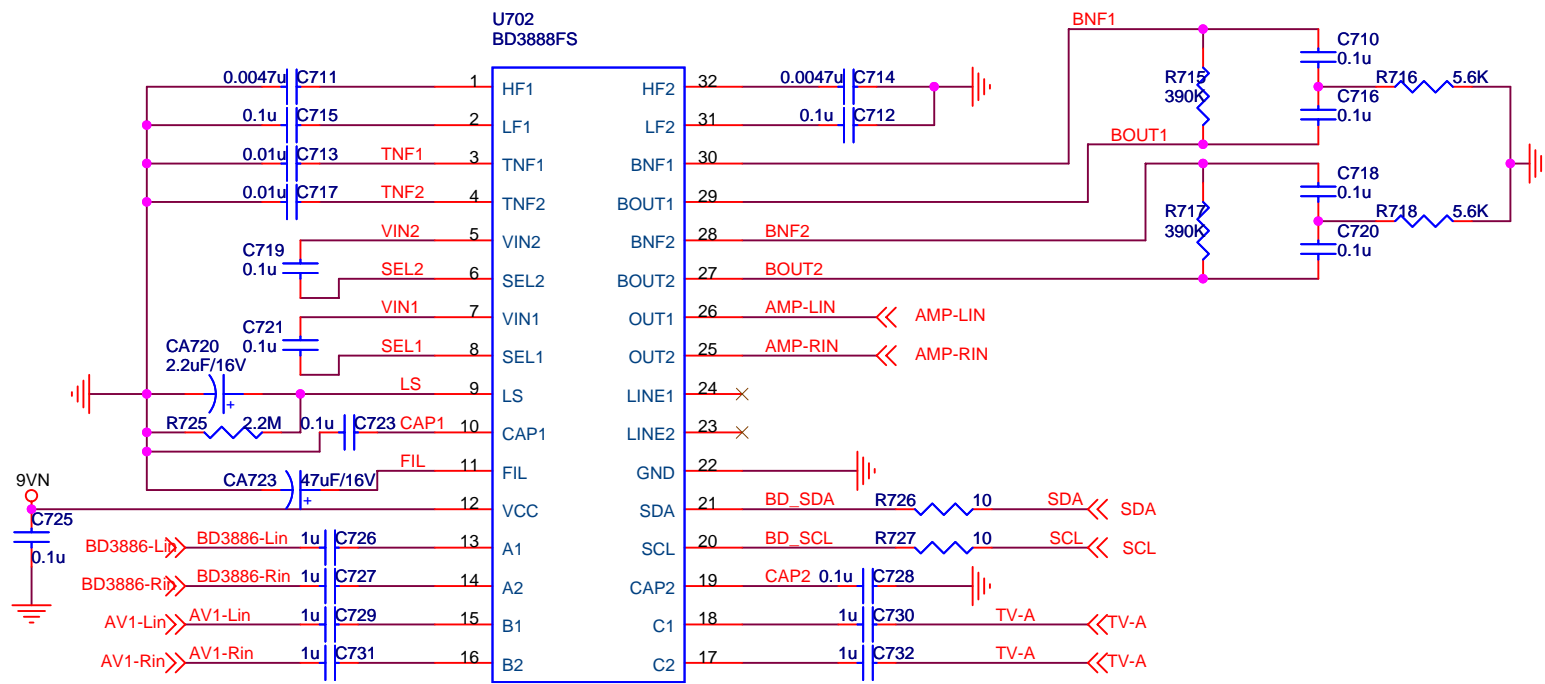 U702
BD3888FS
0.0047u C711 1 HF1
0.1u C715 2 LF1
0.01u C713 TNF1 3 TNF1
0.01u C717 TNF2 4 TNF2
VIN2 5 VIN2
C719
0.1u
SEL2 6 SEL2
VIN1 7 VIN1
C721
0.1u
SEL1 8 SEL1
CA720
2.2uF/16V
+
LS 9 LS
R725 2.2M
0.1u C723 CAP1 10 CAP1
CA723 47uF/16V
+
FIL 11 FIL
9VN
12 VCC
C725
0.1u
BD3886-Lin BD3886-Lin 1u C726 13 A1
BD3886-Rin BD3886-Rin 1u C727 14 A2
AV1-Lin AV1-Lin 1u C729 15 B1
AV1-Rin AV1-Rin 1u C731 16 B2
HF2 32 0.0047u C714
LF2 31 0.1u C712
BNF1 30
BOUT1 29
BNF2 28 BNF2
BOUT2 27 BOUT2
OUT1 26 AMP-LIN AMP-LIN
OUT2 25 AMP-RIN AMP-RIN
LINE1 24
LINE2 23
GND 22
SDA 21 BD_SDA R726 10 SDA SDA
SCL 20 BD_SCL R727 10 SCL SCL
CAP2 19 CAP2 0.1u C728
C1 18 1u C730 TV-A TV-A
C2 17 1u C732 TV-A TV-A
BNF1
R715
390K
C710
0.1u
R716 5.6K
C716
0.1u
BOUT1
R717
390K
C718
0.1u
R718 5.6K
C720
0.1u